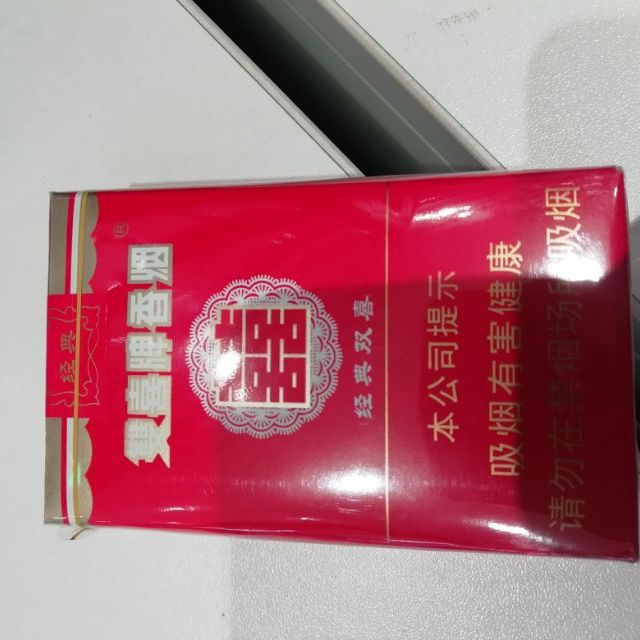 经典
®
雙喜牌香烟
囍
经典双喜
本公司提示
吸烟有害健康
请勿在禁烟场所吸烟